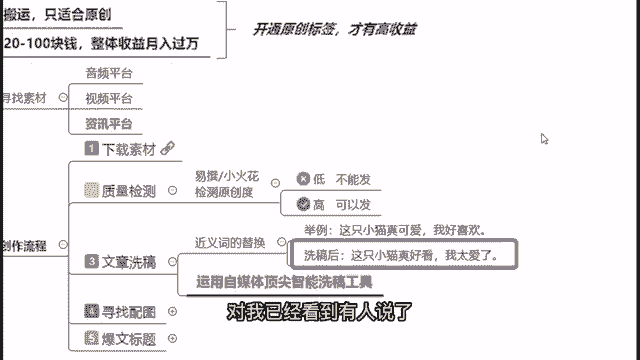 搬运，只适合原创
20-100块钱，整体收益月入过万
开通原创标签，才有高收益
寻找素材
音频平台
视频平台
资讯平台
创作流程
1 下载素材
质量检测
易撰/小火花
检测原创度
低 不能发
高 可以发
3 文章洗稿
近义词的替换
举例：这只小猫真可爱，我好喜欢。
洗稿后：这只小猫真好看，我太爱了。
运用自媒体顶尖智能洗稿工具
寻找配图
爆文标题
对我已经看到有人说了